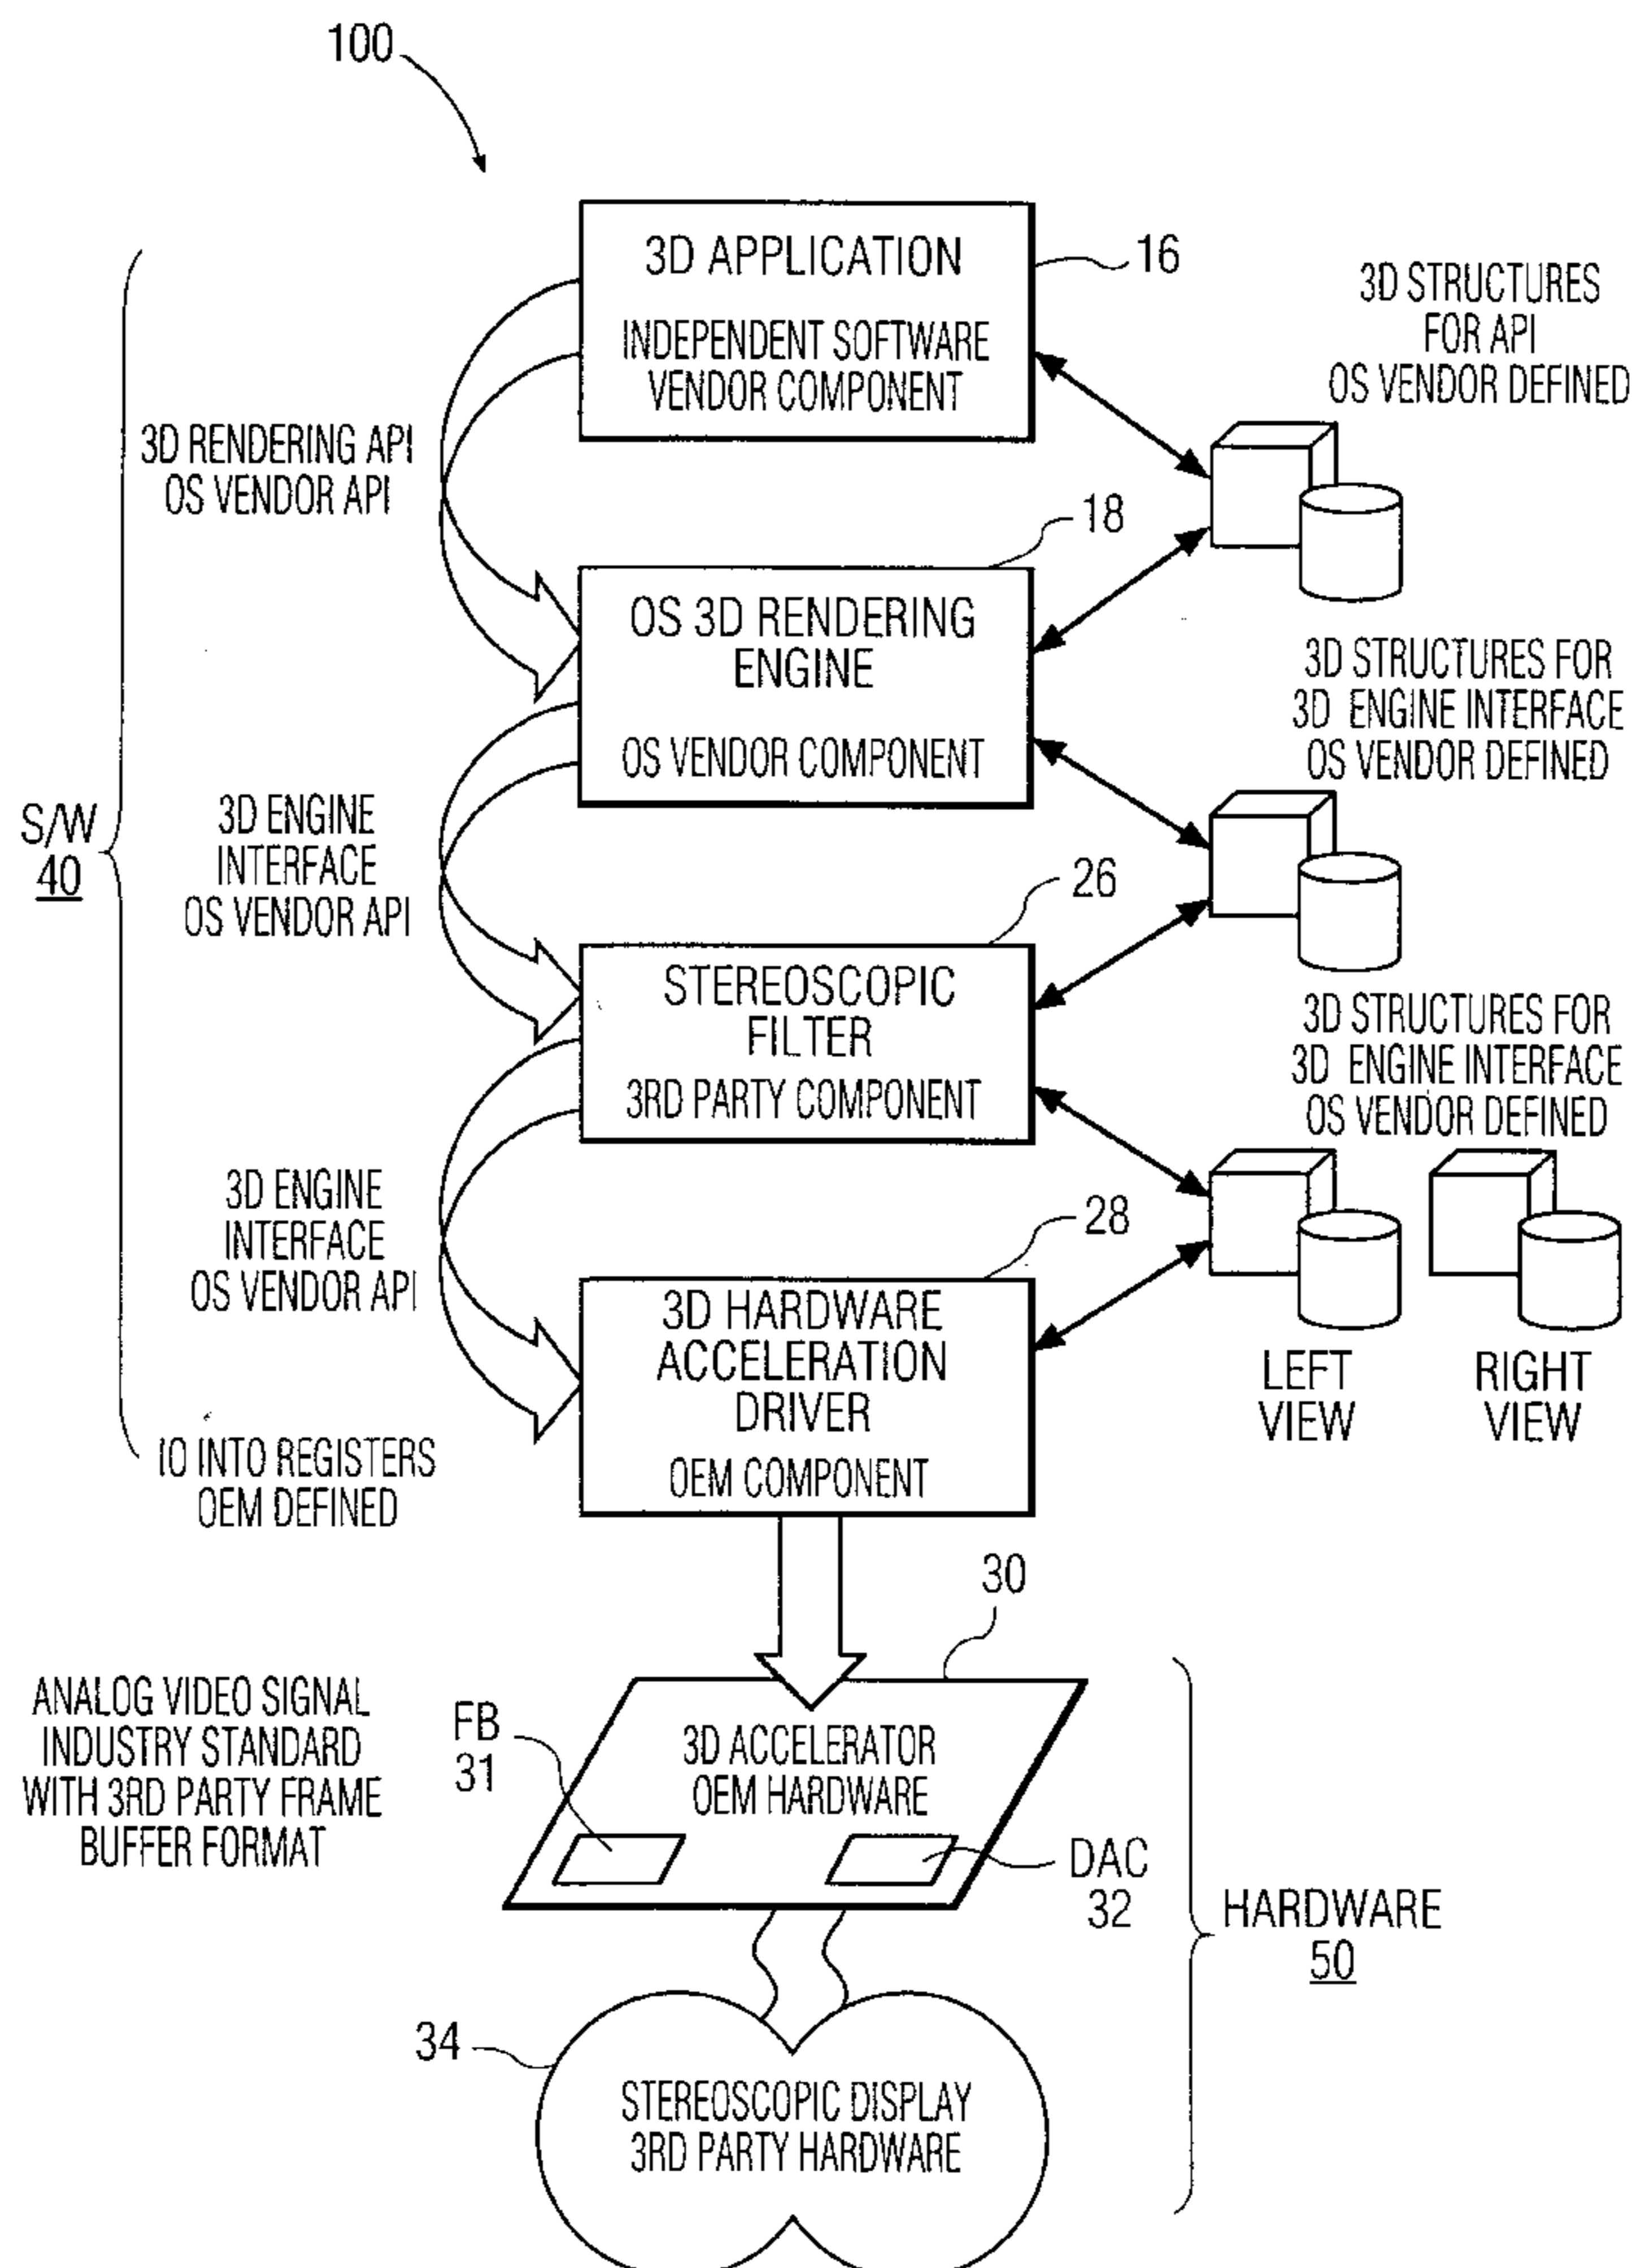 100
3D APPLICATION
INDEPENDENT SOFTWARE
VENDOR COMPONENT
16
3D STRUCTURES
FOR API
OS VENDOR DEFINED
3D RENDERING API
OS VENDOR API
18
OS 3D RENDERING
ENGINE
OS VENDOR COMPONENT
3D STRUCTURES FOR
3D ENGINE INTERFACE
OS VENDOR DEFINED
S/W
40
3D ENGINE
INTERFACE
OS VENDOR API
26
STEREOSCOPIC
FILTER
3RD PARTY COMPONENT
3D STRUCTURES FOR
3D ENGINE INTERFACE
OS VENDOR DEFINED
3D ENGINE
INTERFACE
OS VENDOR API
28
3D HARDWARE
ACCELERATION
DRIVER
OEM COMPONENT
LEFT
VIEW
RIGHT
VIEW
IO INTO REGISTERS
OEM DEFINED
30
ANALOG VIDEO SIGNAL
INDUSTRY STANDARD
WITH 3RD PARTY FRAME
BUFFER FORMAT
FB
31
3D ACCELERATOR
OEM HARDWARE
DAC
32
HARDWARE
50
34
STEREOSCOPIC DISPLAY
3RD PARTY HARDWARE